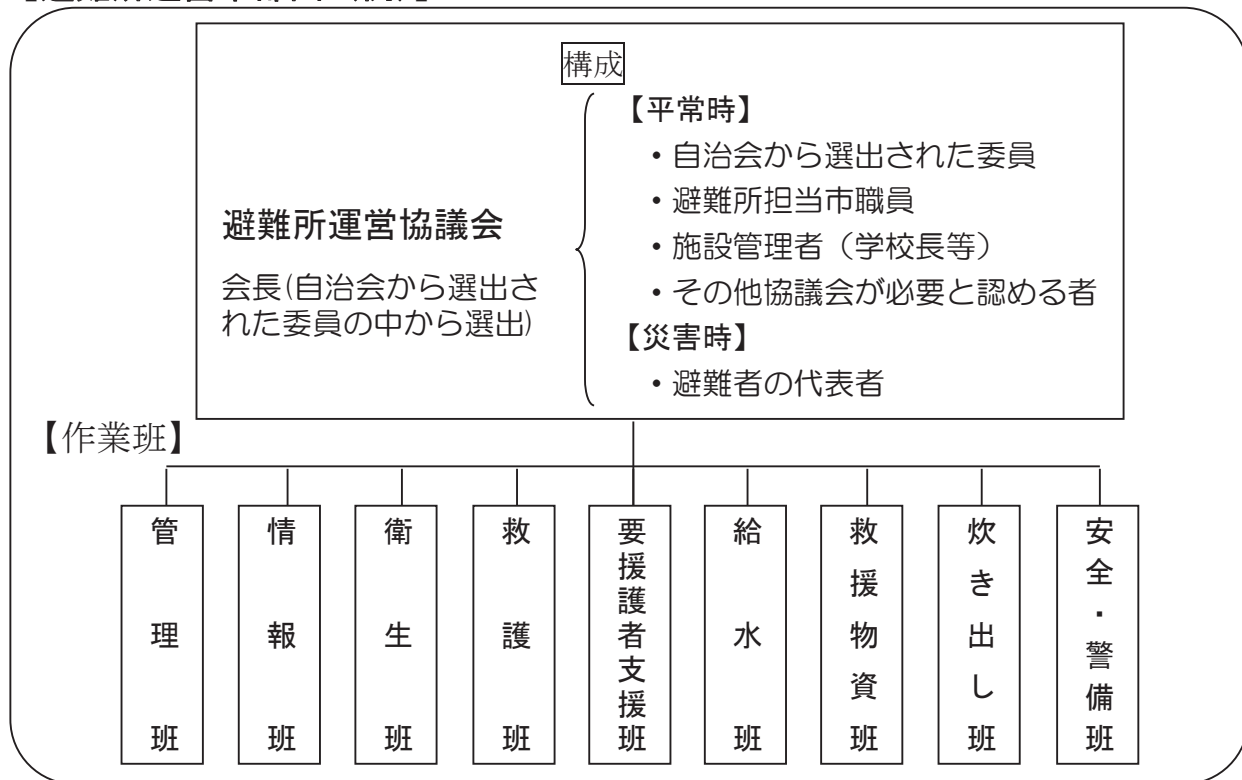 構成
【平常時】
・自治会から選出された委員
・避難所担当市職員
・施設管理者（学校長等）
・その他協議会が必要と認める者
【災害時】
・避難者の代表者
避難所運営協議会
会長(自治会から選出さ
れた委員の中から選出)
【作業班】
管理班
情報班
衛生班
救護班
要援護者支援班
給水班
救援物資班
炊き出し班
安全・警備班